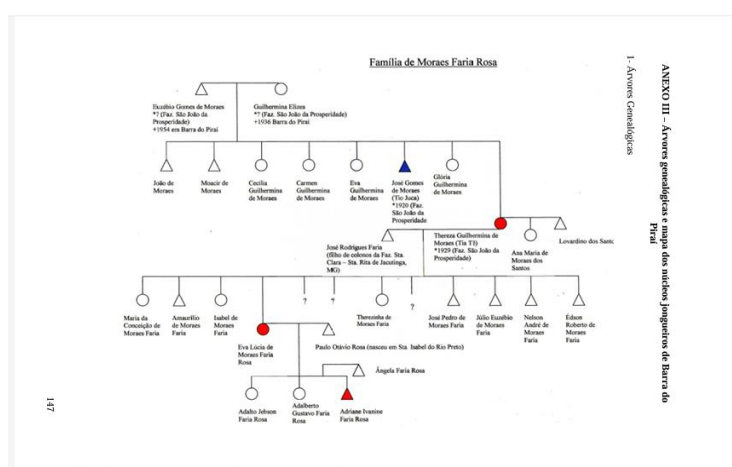 ANEXO III – Árvores genealógicas e mapa dos núcleos jongueiros de Barra do
Piraí
1- Árvores Genealógicas
Família de Moraes Faria Rosa
Euzébio Gomes de Moraes
*? (Faz. São João da
Prosperidade)
+1954 em Barra do Piraí
Guilhermina Elizes
*? (Faz. São João da Prosperidade)
+1936 Barra do Piraí
João de
Moraes
Moacir de
Moraes
Cecília
Guilhermina
de Moraes
Carmen
Guilhermina
de Moraes
Eva
Guilhermina
de Moraes
José Gomes
de Moraes
(Tio Juca)
*1920 (Faz.
São João da
Prosperidade
Glória
Guilhermina
de Moraes
José Rodrigues Faria
(filho de colonos da Faz. Sta.
Clara – Sta. Rita de Jacutinga,
MG)
Thereza Guilhermina de
Moraes (Tia Tê)
*1929 (Faz. São João da
Prosperidade)
Ana Maria de
Moraes dos
Santos
Lovardino dos Santo
Maria da
Conceição de
Moraes Faria
Amaurílio
de Moraes
Faria
Isabel de
Moraes
Faria
?
?
Therezinha de
Moraes Faria
?
José Pedro de
Moraes Faria
Júlio Euzébio
de Moraes
Faria
Nelson
André de
Moraes
Faria
Edson
Roberto de
Moraes
Faria
Eva Lúcia de
Moraes Faria
Rosa
Paulo Otávio Rosa (nasceu em Sta. Isabel do Rio Preto)
Ângela Faria Rosa
Adalto Jebson
Faria Rosa
Adalberto
Gustavo Faria
Rosa
Adriane Ivanine
Faria Rosa
147